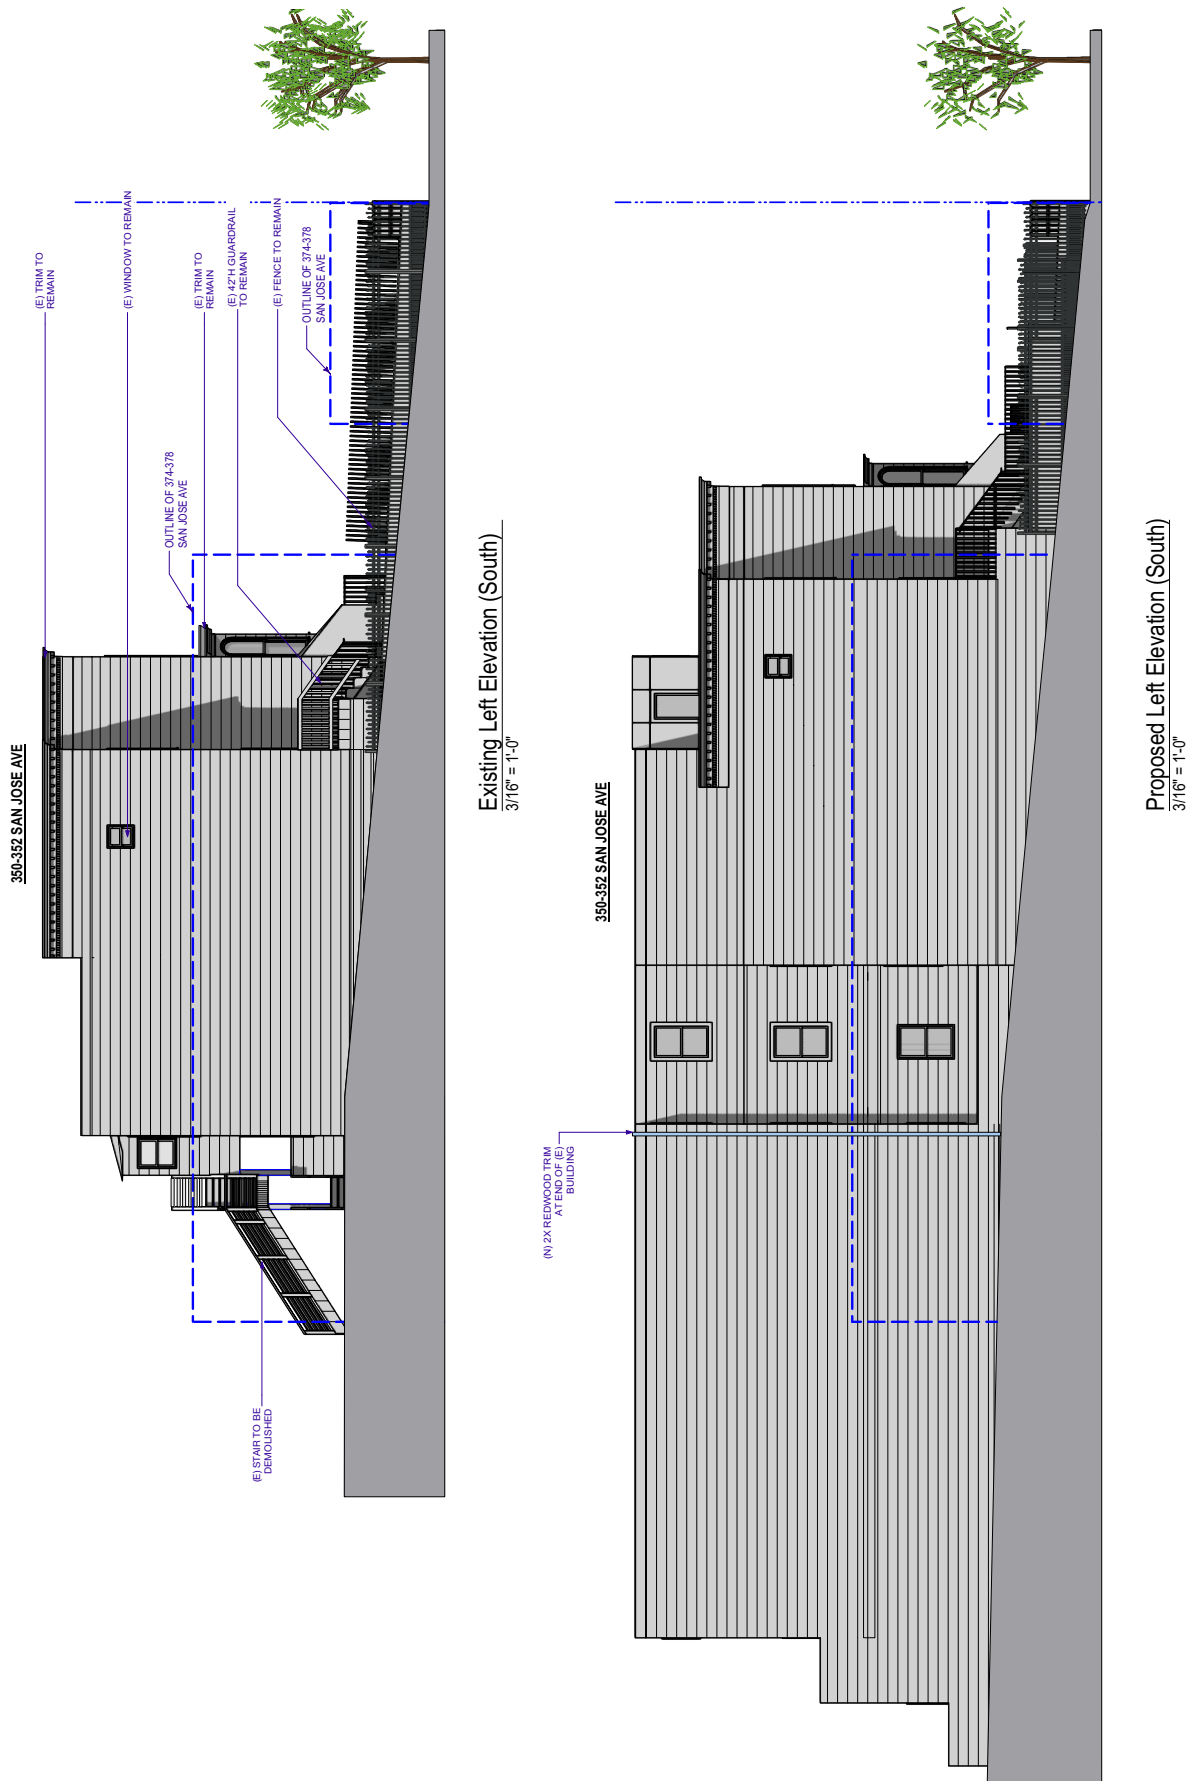 350-352 SAN JOSE AVE
(E) STAIR TO BE
DEMOLISHED
OUTLINE OF 374-378
SAN JOSE AVE
(E) TRIM TO
REMAIN
(E) WINDOW TO REMAIN
(E) TRIM TO
REMAIN
(E) 42"H GUARDRAIL
TO REMAIN
(E) FENCE TO REMAIN
OUTLINE OF 374-378
SAN JOSE AVE
Existing Left Elevation (South)
3/16" = 1'-0"
350-352 SAN JOSE AVE
(N) 2X REDWOOD TRIM
AT END OF (E)
BUILDING
Proposed Left Elevation (South)
3/16" = 1'-0"